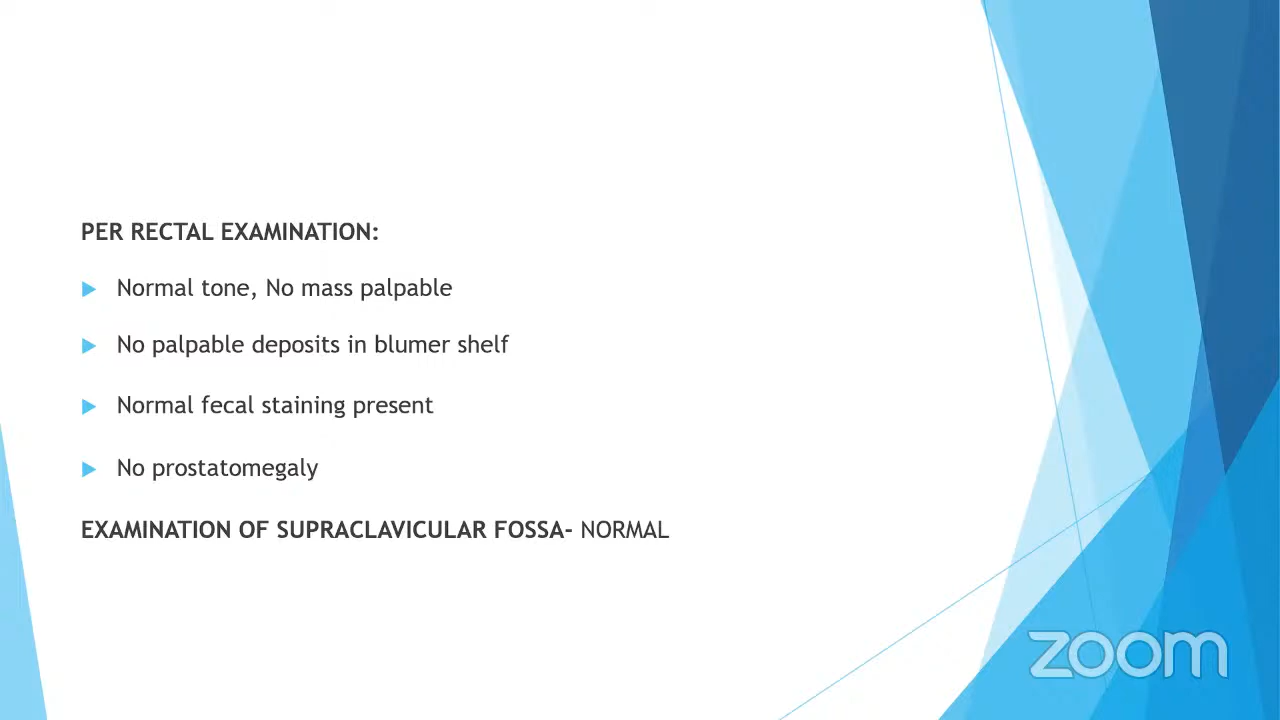 PER RECTAL EXAMINATION:
Normal tone, No mass palpable
No palpable deposits in blumer shelf
Normal fecal staining present
No prostatomegaly
EXAMINATION OF SUPRACLAVICULAR FOSSA- NORMAL
zoom